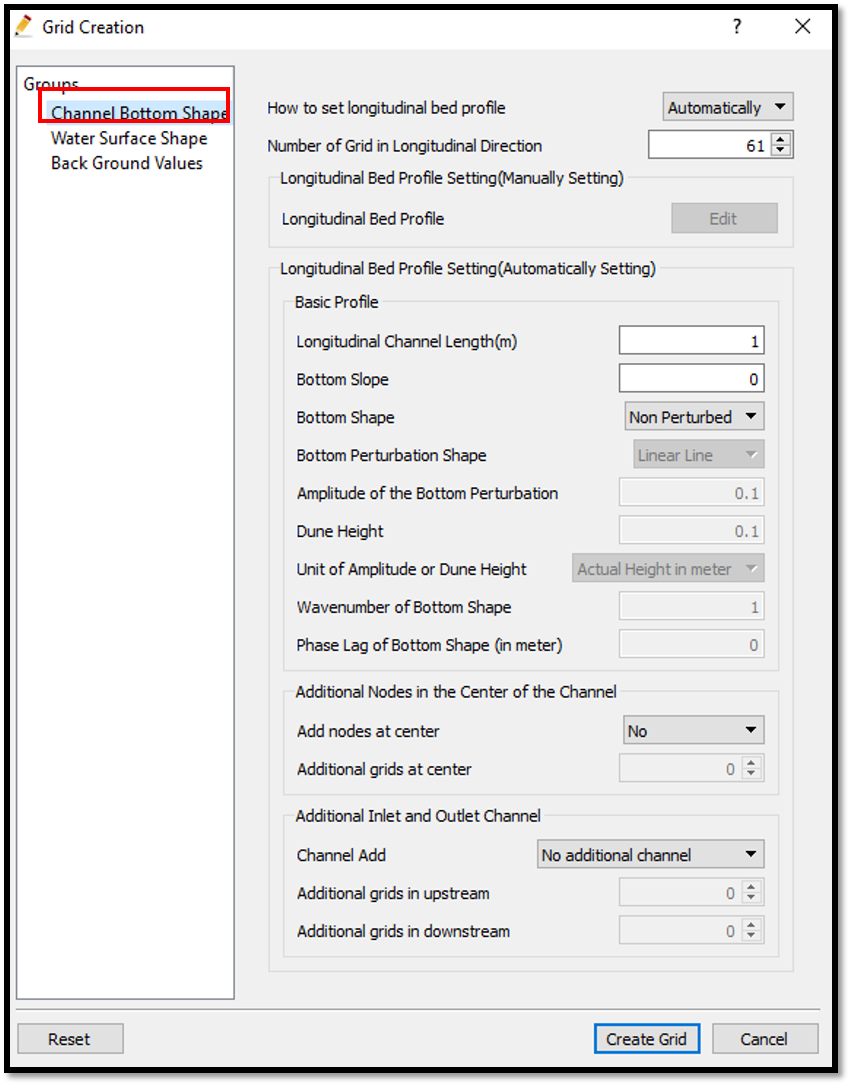 Grid Creation
?
Groups
Channel Bottom Shape
Water Surface Shape
Back Ground Values
How to set longitudinal bed profile Automatically
Number of Grid in Longitudinal Direction 61
Longitudinal Bed Profile Setting(Manually Setting)
Longitudinal Bed Profile Edit
Longitudinal Bed Profile Setting(Automatically Setting)
Basic Profile
Longitudinal Channel Length(m) 1
Bottom Slope 0
Bottom Shape Non Perturbed
Bottom Perturbation Shape Linear Line
Amplitude of the Bottom Perturbation 0.1
Dune Height 0.1
Unit of Amplitude or Dune Height Actual Height in meter
Wavenumber of Bottom Shape 1
Phase Lag of Bottom Shape (in meter) 0
Additional Nodes in the Center of the Channel
Add nodes at center No
Additional grids at center 0
Additional Inlet and Outlet Channel
Channel Add No additional channel
Additional grids in upstream 0
Additional grids in downstream 0
Reset Create Grid Cancel